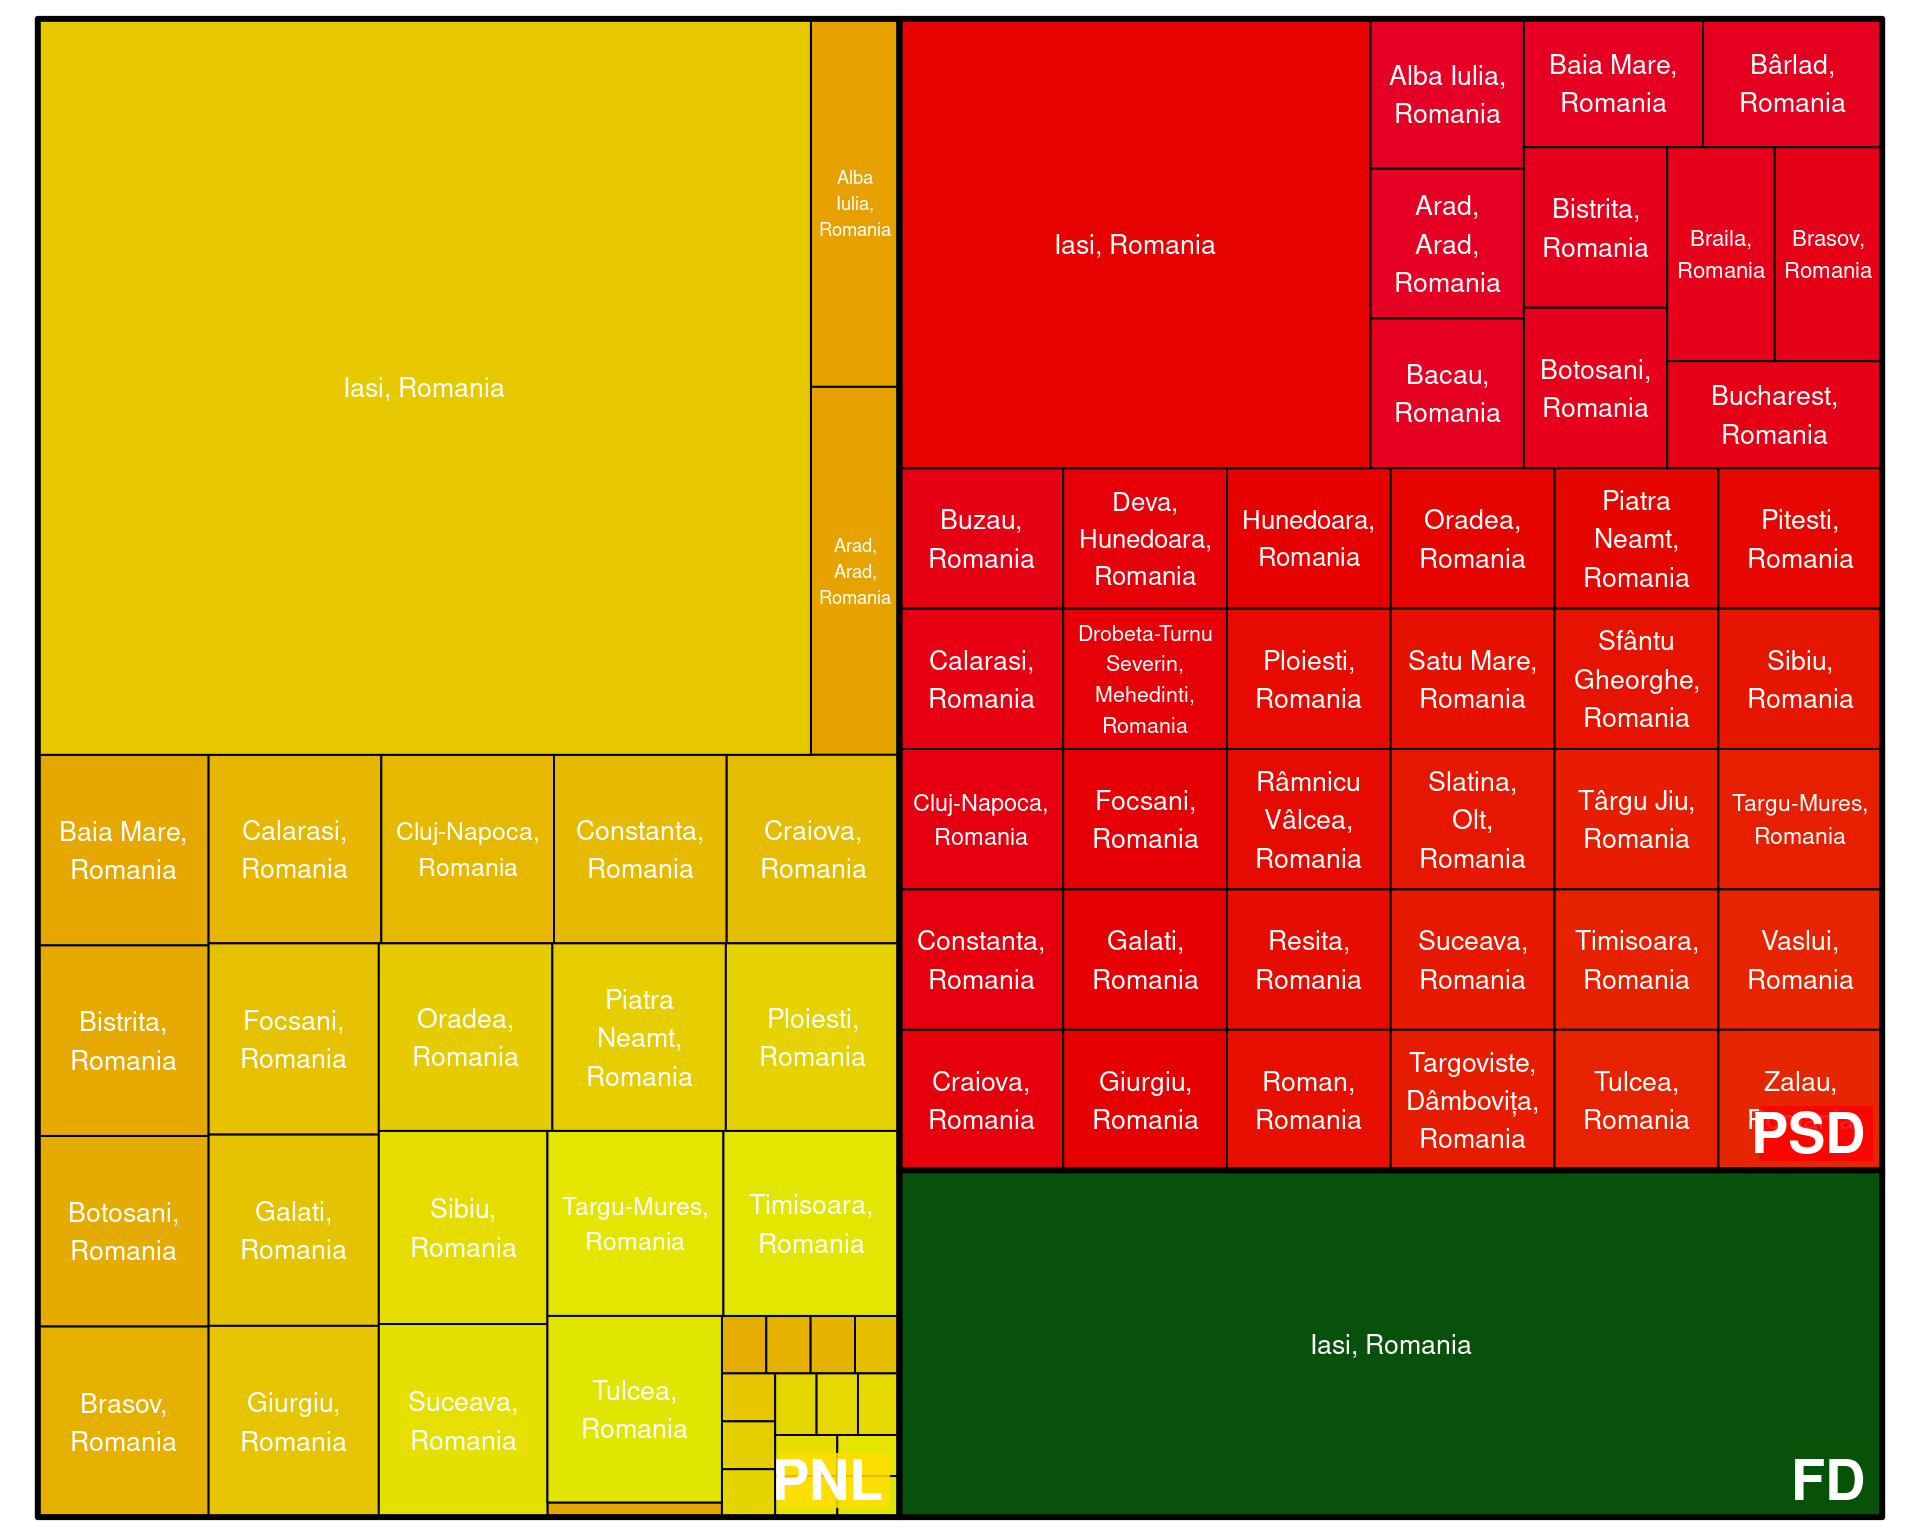 Iasi, Romania
Alba
Iulia,
Romania
Arad,
Arad,
Romania
Baia Mare,
Romania
Calarasi,
Romania
Cluj-Napoca,
Romania
Constanta,
Romania
Craiova,
Romania
Bistrita,
Romania
Focsani,
Romania
Oradea,
Romania
Piatra
Neamt,
Romania
Ploiesti,
Romania
Botosani,
Romania
Galati,
Romania
Sibiu,
Romania
Targu-Mures,
Romania
Timisoara,
Romania
Brasov,
Romania
Giurgiu,
Romania
Suceava,
Romania
Tulcea,
Romania
PNL
Iasi, Romania
Alba Iulia,
Romania
Baia Mare,
Romania
Bârlad,
Romania
Arad,
Arad,
Romania
Bistrita,
Romania
Braila,
Romania
Brasov,
Romania
Bacau,
Romania
Botosani,
Romania
Bucharest,
Romania
Buzau,
Romania
Deva,
Hunedoara,
Romania
Hunedoara,
Romania
Oradea,
Romania
Piatra
Neamt,
Romania
Pitesti,
Romania
Calarasi,
Romania
Drobeta-Turnu
Severin,
Mehedinti,
Romania
Ploiesti,
Romania
Satu Mare,
Romania
Sfântu
Gheorghe,
Romania
Sibiu,
Romania
Cluj-Napoca,
Romania
Focsani,
Romania
Râmnicu
Vâlcea,
Romania
Slatina,
Olt,
Romania
Târgu Jiu,
Romania
Targu-Mures,
Romania
Constanta,
Romania
Galati,
Romania
Resita,
Romania
Suceava,
Romania
Timisoara,
Romania
Vaslui,
Romania
Craiova,
Romania
Giurgiu,
Romania
Roman,
Romania
Targoviste,
Dâmbovița,
Romania
Tulcea,
Romania
Zalau,
PSD
Iasi, Romania
FD